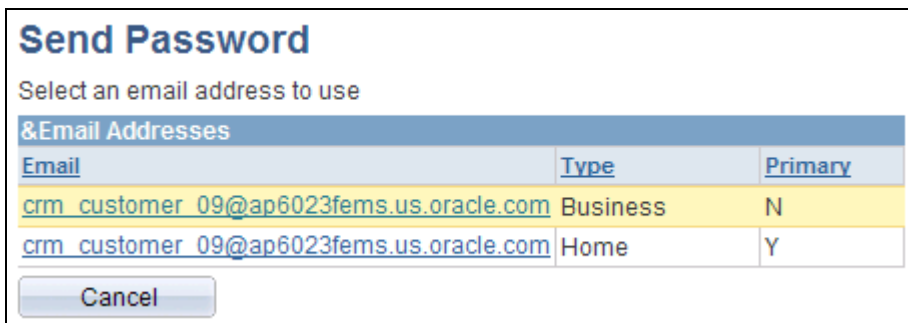 Send Password
Select an email address to use
&Email Addresses
Email Type Primary
crm_customer_09@ap6023fems.us.oracle.com Business N
crm_customer_09@ap6023fems.us.oracle.com Home Y
Cancel